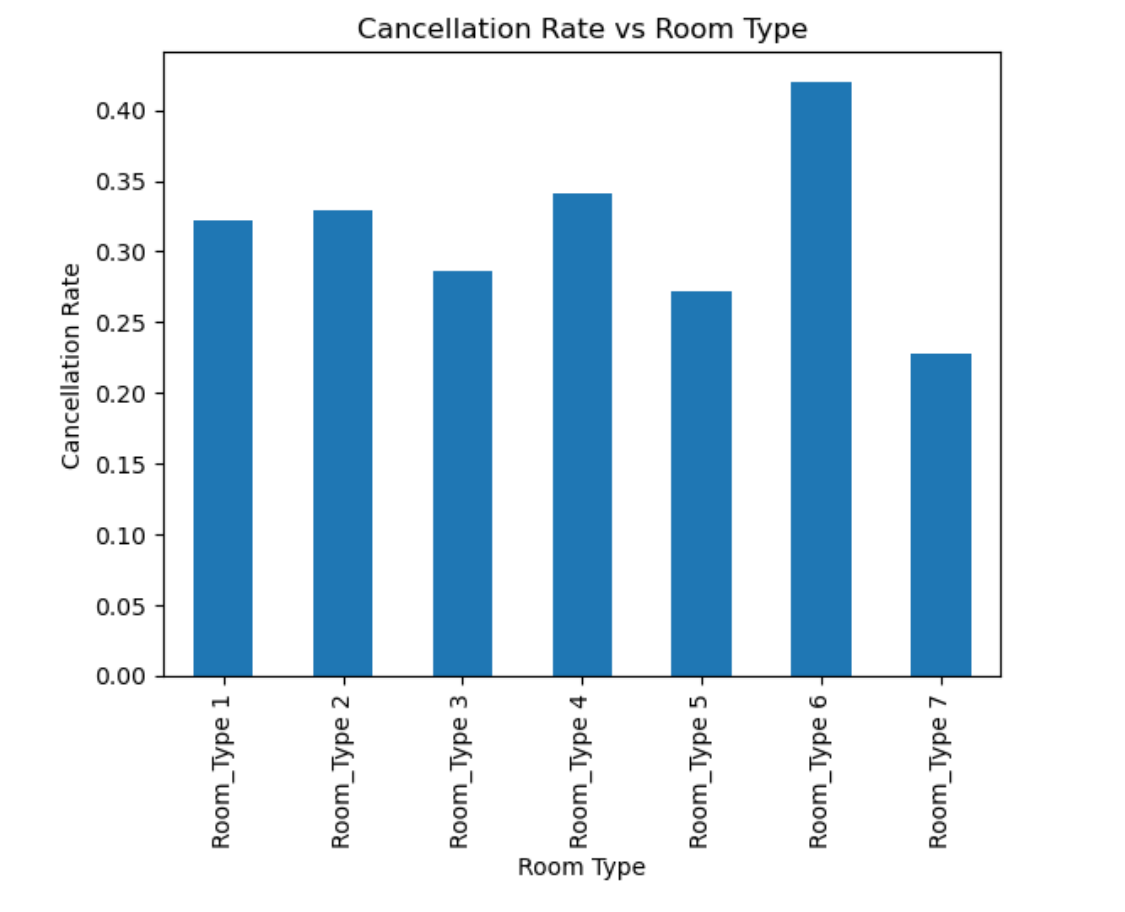 Cancellation Rate vs Room Type
Cancellation Rate
0.40
0.35
0.30
0.25
0.20
0.15
0.10
0.05
0.00
Room_Type 1
Room_Type 2
Room_Type 3
Room_Type 4
Room_Type 5
Room_Type 6
Room_Type 7
Room Type